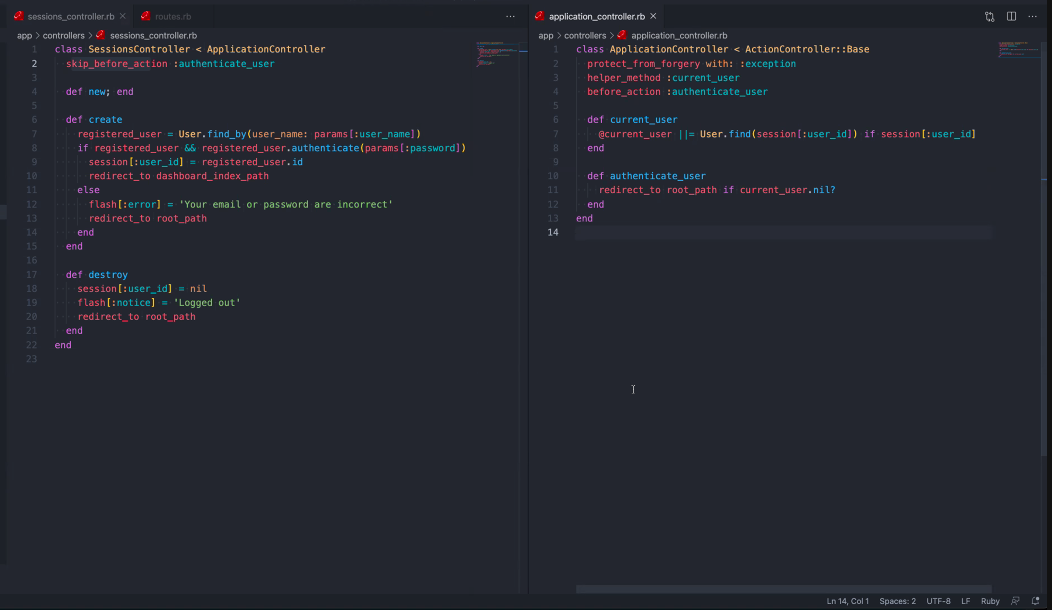 sessions_controller.rb
routes.rb
app > controllers > sessions_controller.rb
1 class SessionsController < ApplicationController
2 skip_before_action :authenticate_user
3
4 def new; end
5
6 def create
7 registered_user = User.find_by(user_name: params[:user_name])
8 if registered_user && registered_user.authenticate(params[:password])
9 session[:user_id] = registered_user.id
10 redirect_to dashboard_index_path
11 else
12 flash[:error] = 'Your email or password are incorrect'
13 redirect_to root_path
14 end
15 end
16
17 def destroy
18 session[:user_id] = nil
19 flash[:notice] = 'Logged out'
20 redirect_to root_path
21 end
22 end
23
application_controller.rb
app > controllers > application_controller.rb
1 class ApplicationController < ActionController::Base
2 protect_from_forgery with: :exception
3 helper_method :current_user
4 before_action :authenticate_user
5
6 def current_user
7 @current_user ||= User.find(session[:user_id]) if session[:user_id]
8 end
9
10 def authenticate_user
11 redirect_to root_path if current_user.nil?
12 end
13 end
14
Ln 14, Col 1 Spaces: 2 UTF-8 LF Ruby